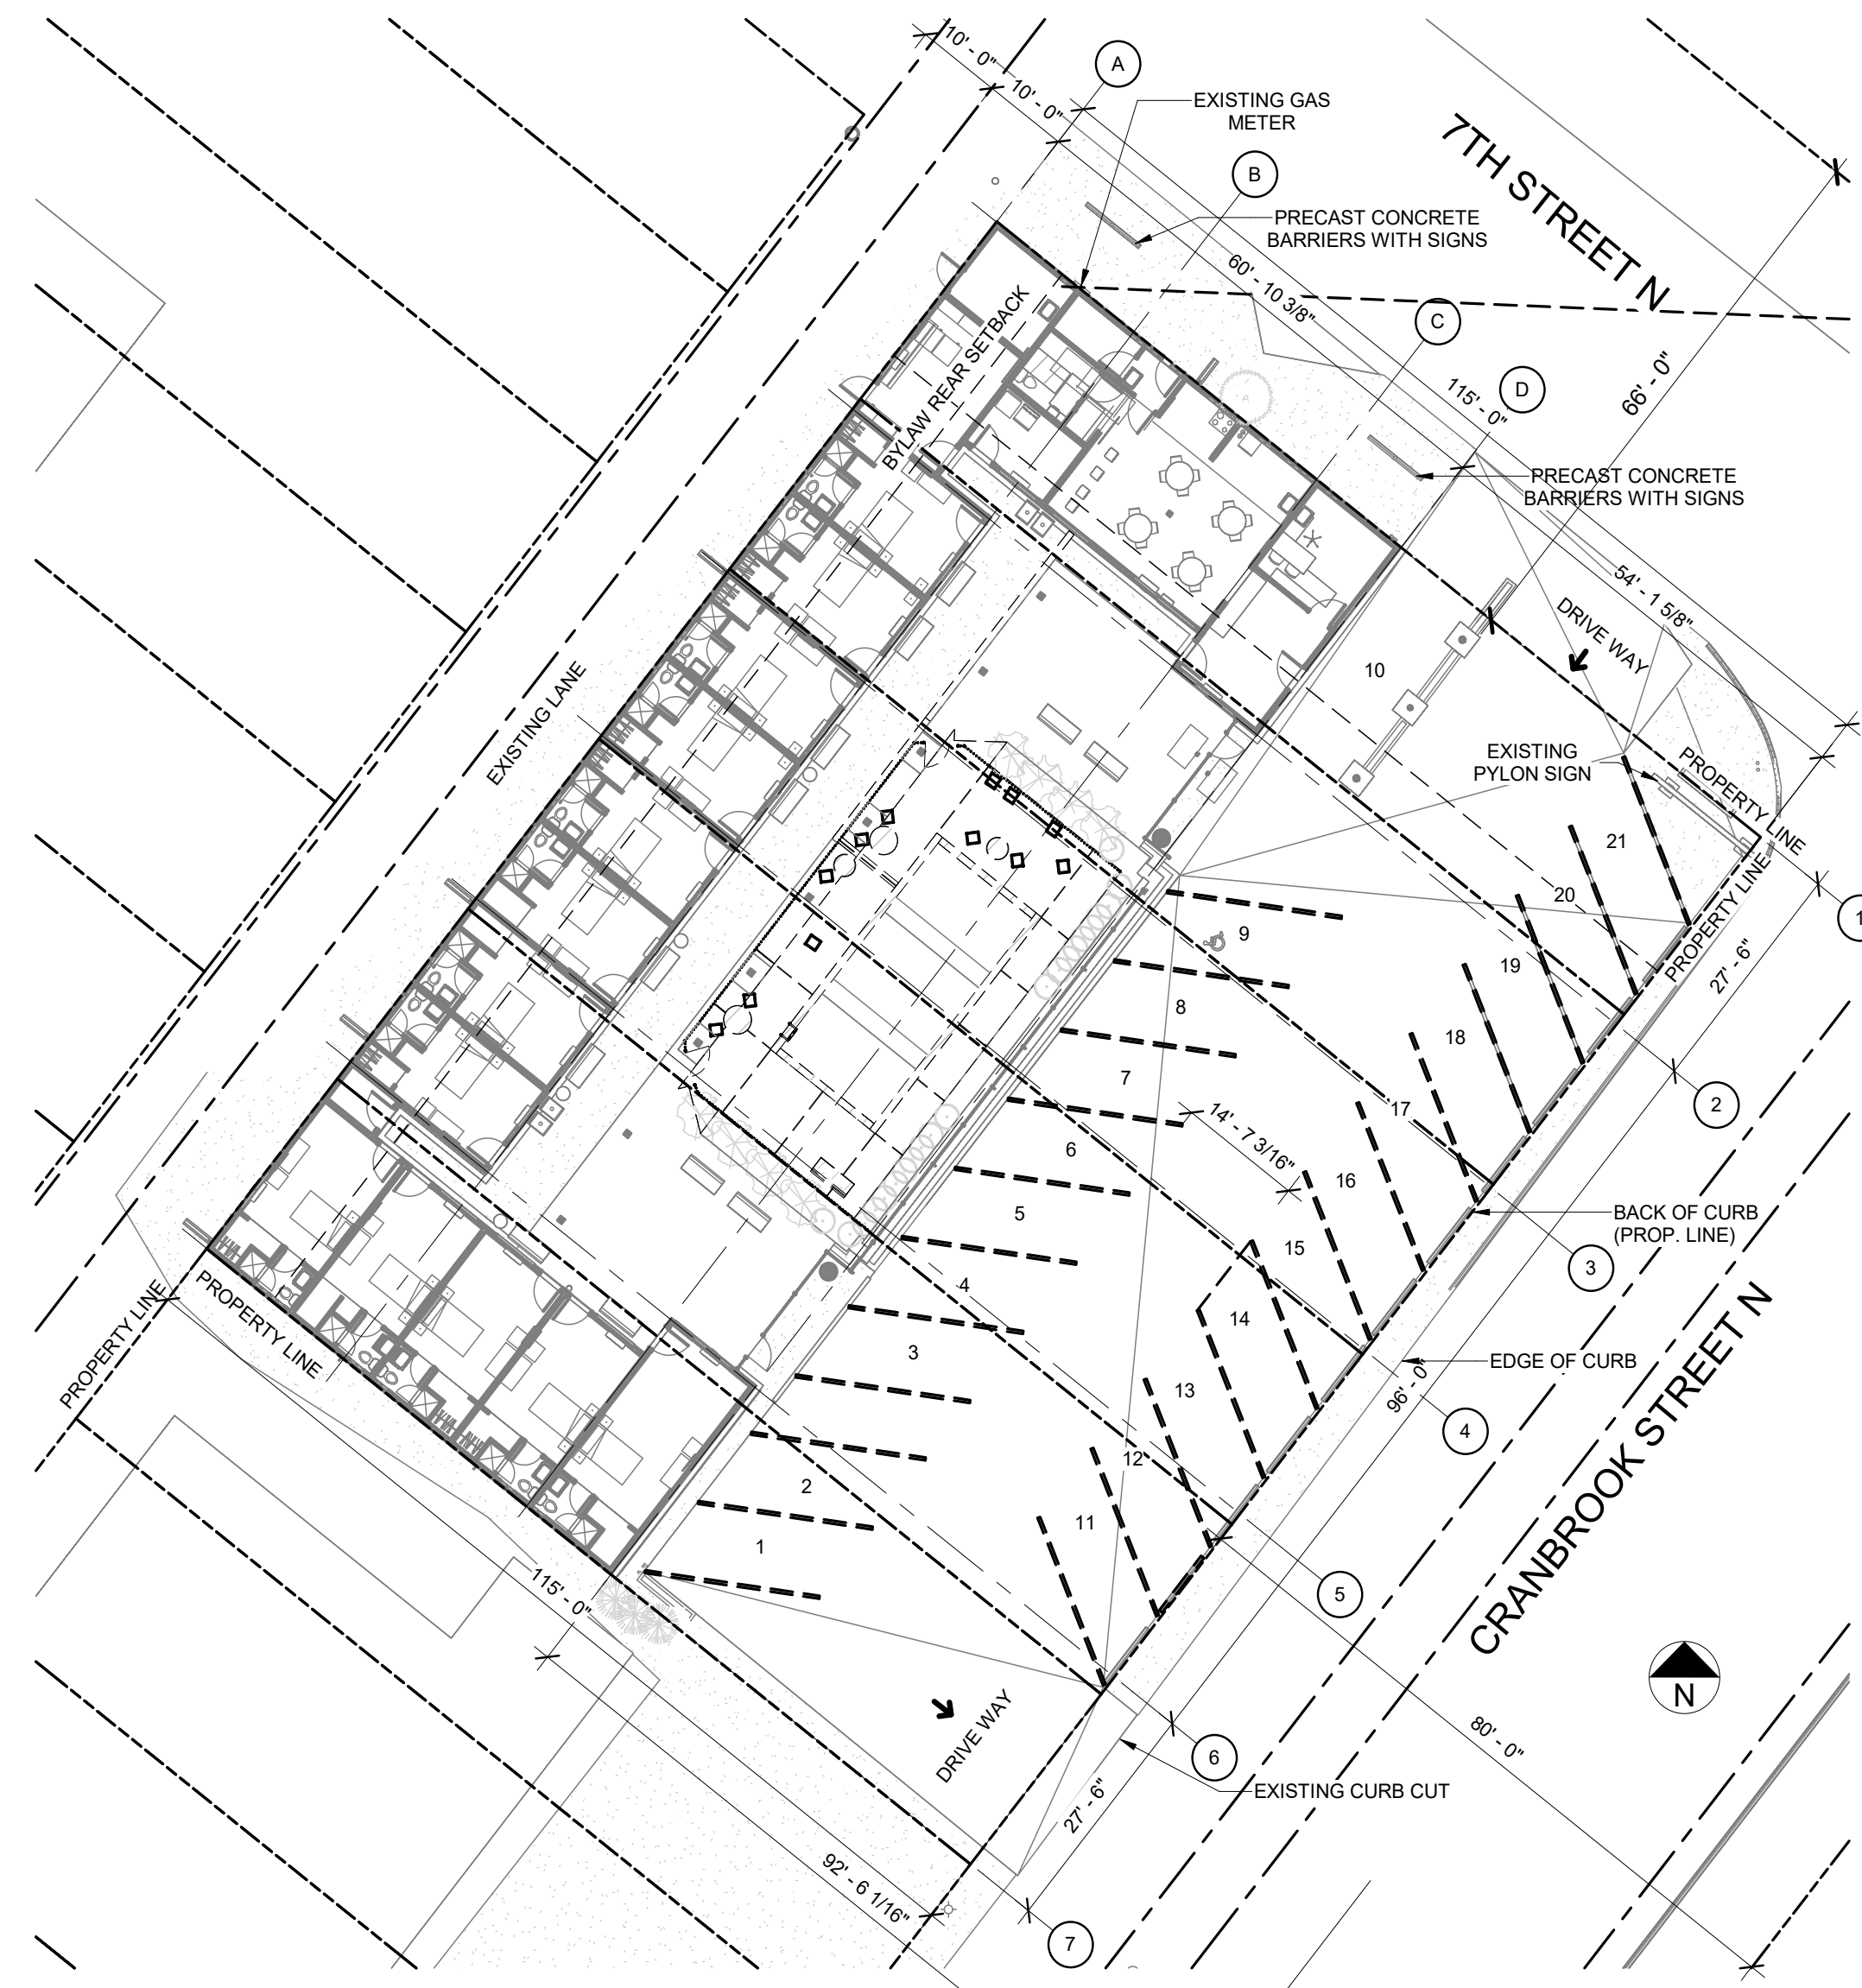 10' - 0"
10' - 0"
A
EXISTING GAS
METER
7TH STREET N
B
PRECAST CONCRETE
BARRIERS WITH SIGNS
60' - 10 3/8"
BYLAW REAR SETBACK
C
66' - 0"
115' - 0"
D
PRECAST CONCRETE
BARRIERS WITH SIGNS
54' - 1 5/8"
DRIVE WAY
10
EXISTING LANE
EXISTING
PYLON SIGN
PROPERTY LINE
PROPERTY LINE
21
20
1
9
19
27' - 6"
8
18
7
2
17
14' - 7 3/16"
6
16
5
15
BACK OF CURB
(PROP. LINE)
3
4
14
PROPERTY LINE
PROPERTY LINE
3
13
EDGE OF CURB
96' - 0"
4
CRANBROOK STREET N
12
2
11
1
5
115' - 0"
N
DRIVE WAY
80' - 0"
6
EXISTING CURB CUT
27' - 6"
92' - 6 1/16"
7